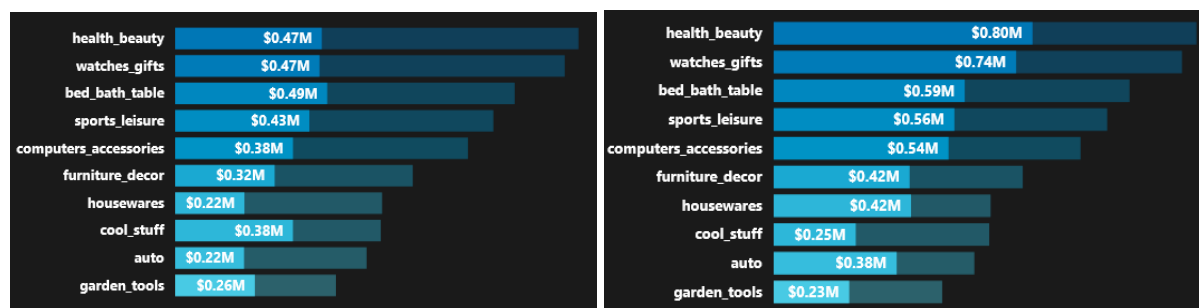 health_beauty $0.47M
watches_gifts $0.47M
bed_bath_table $0.49M
sports_leisure $0.43M
computers_accessories $0.38M
furniture_decor $0.32M
housewares $0.22M
cool_stuff $0.38M
auto $0.22M
garden_tools $0.26M
health_beauty $0.80M
watches_gifts $0.74M
bed_bath_table $0.59M
sports_leisure $0.56M
computers_accessories $0.54M
furniture_decor $0.42M
housewares $0.42M
cool_stuff $0.25M
auto $0.38M
garden_tools $0.23M